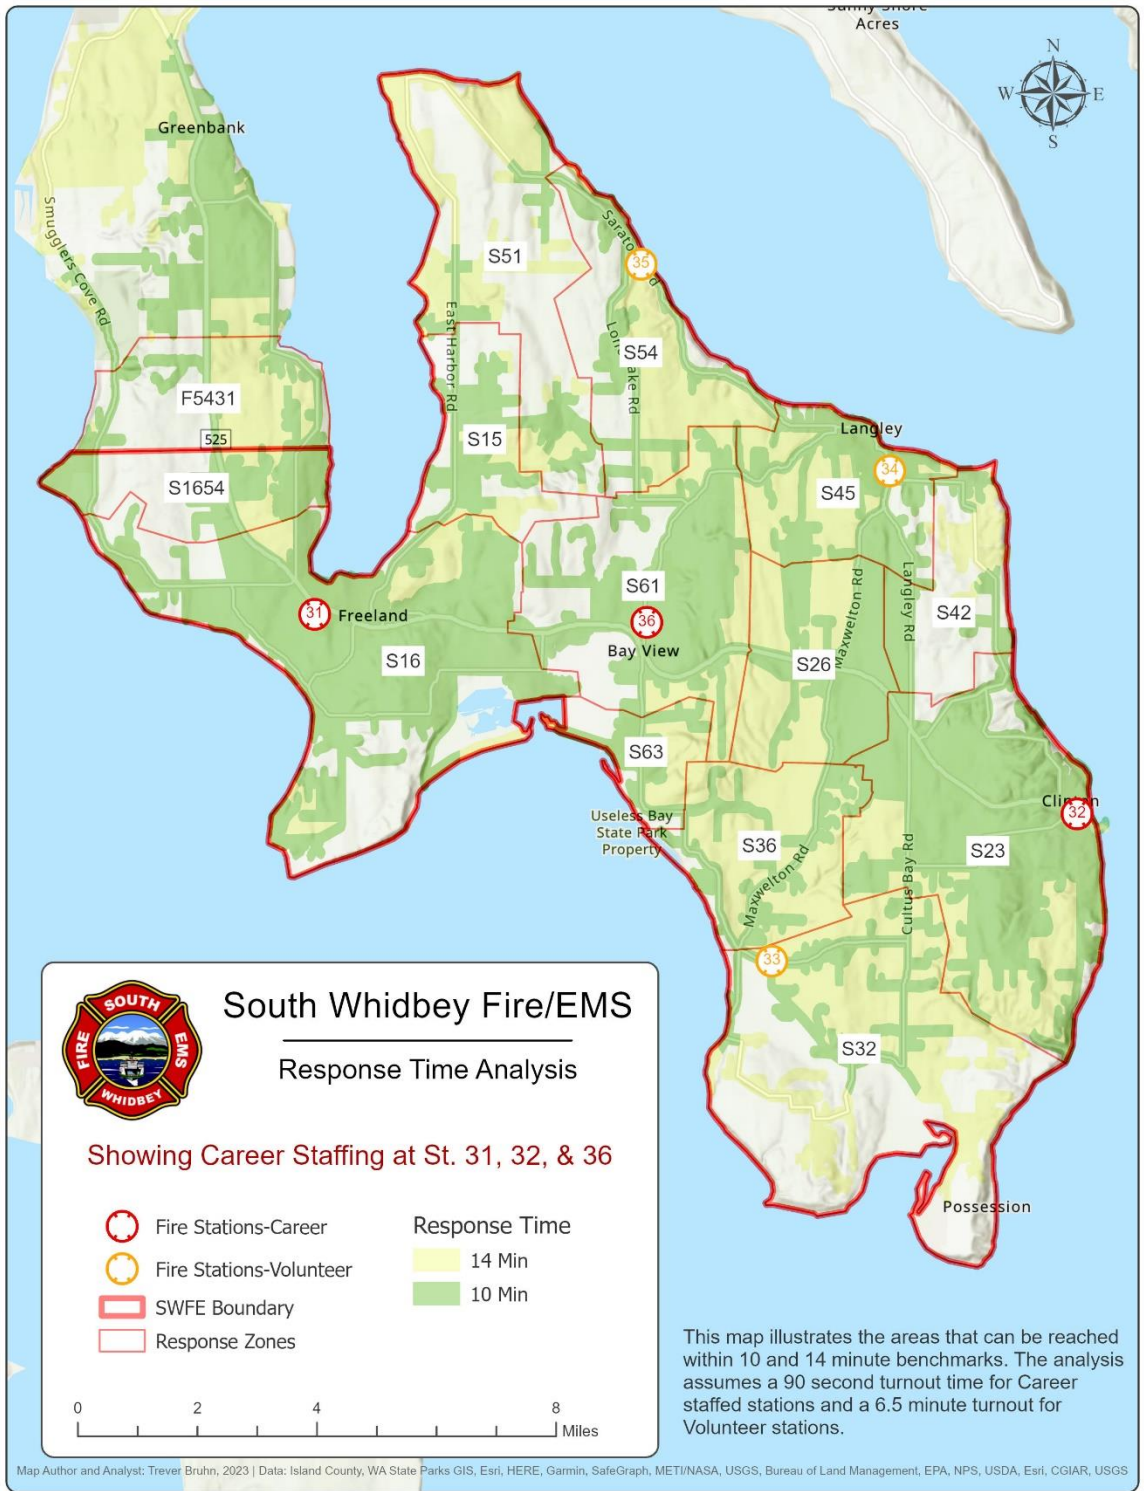 Sunny Shore
Acres
N
W
E
S
Greenbank
Smugglers Cove Rd
S51
35
East Harbor Rd
S54
F5431
525
S15
Langley
34
S1654
S45
S61
Langley Rd
S42
31
Freeland
36
Bay View
Maxwelton Rd
S26
S16
S63
Useless Bay
State Park
Property
Clinton
32
S36
S23
Maxwelton Rd
Cultus Bay Rd
33
S32
Possession
SOUTH
FIRE
EMS
WHIDBEY
South Whidbey Fire/EMS
Response Time Analysis
Showing Career Staffing at St. 31, 32, & 36
Fire Stations-Career
Fire Stations-Volunteer
SWFE Boundary
Response Zones
Response Time
14 Min
10 Min
0 2 4 8
Miles
This map illustrates the areas that can be reached
within 10 and 14 minute benchmarks. The analysis
assumes a 90 second turnout time for Career
staffed stations and a 6.5 minute turnout for
Volunteer stations.
Map Author and Analyst: Trever Bruhn, 2023 | Data: Island County, WA State Parks GIS, Esri, HERE, Garmin, SafeGraph, METI/NASA, USGS, Bureau of Land Management, EPA, NPS, USDA, Esri, CGIAR, USGS